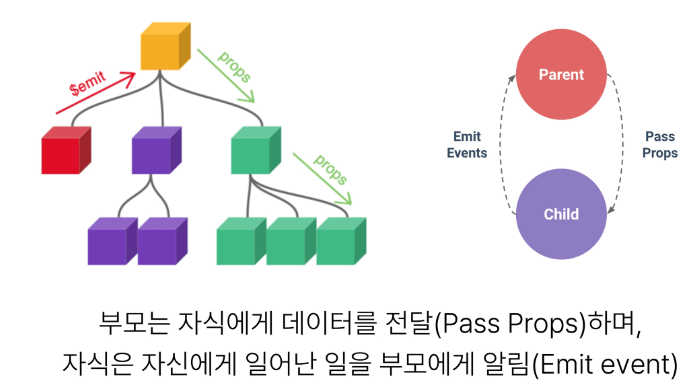 $emit
props
props
Parent
Emit
Events
Pass
Props
Child
부모는 자식에게 데이터를 전달(Pass Props)하며,
자식은 자신에게 일어난 일을 부모에게 알림(Emit event)